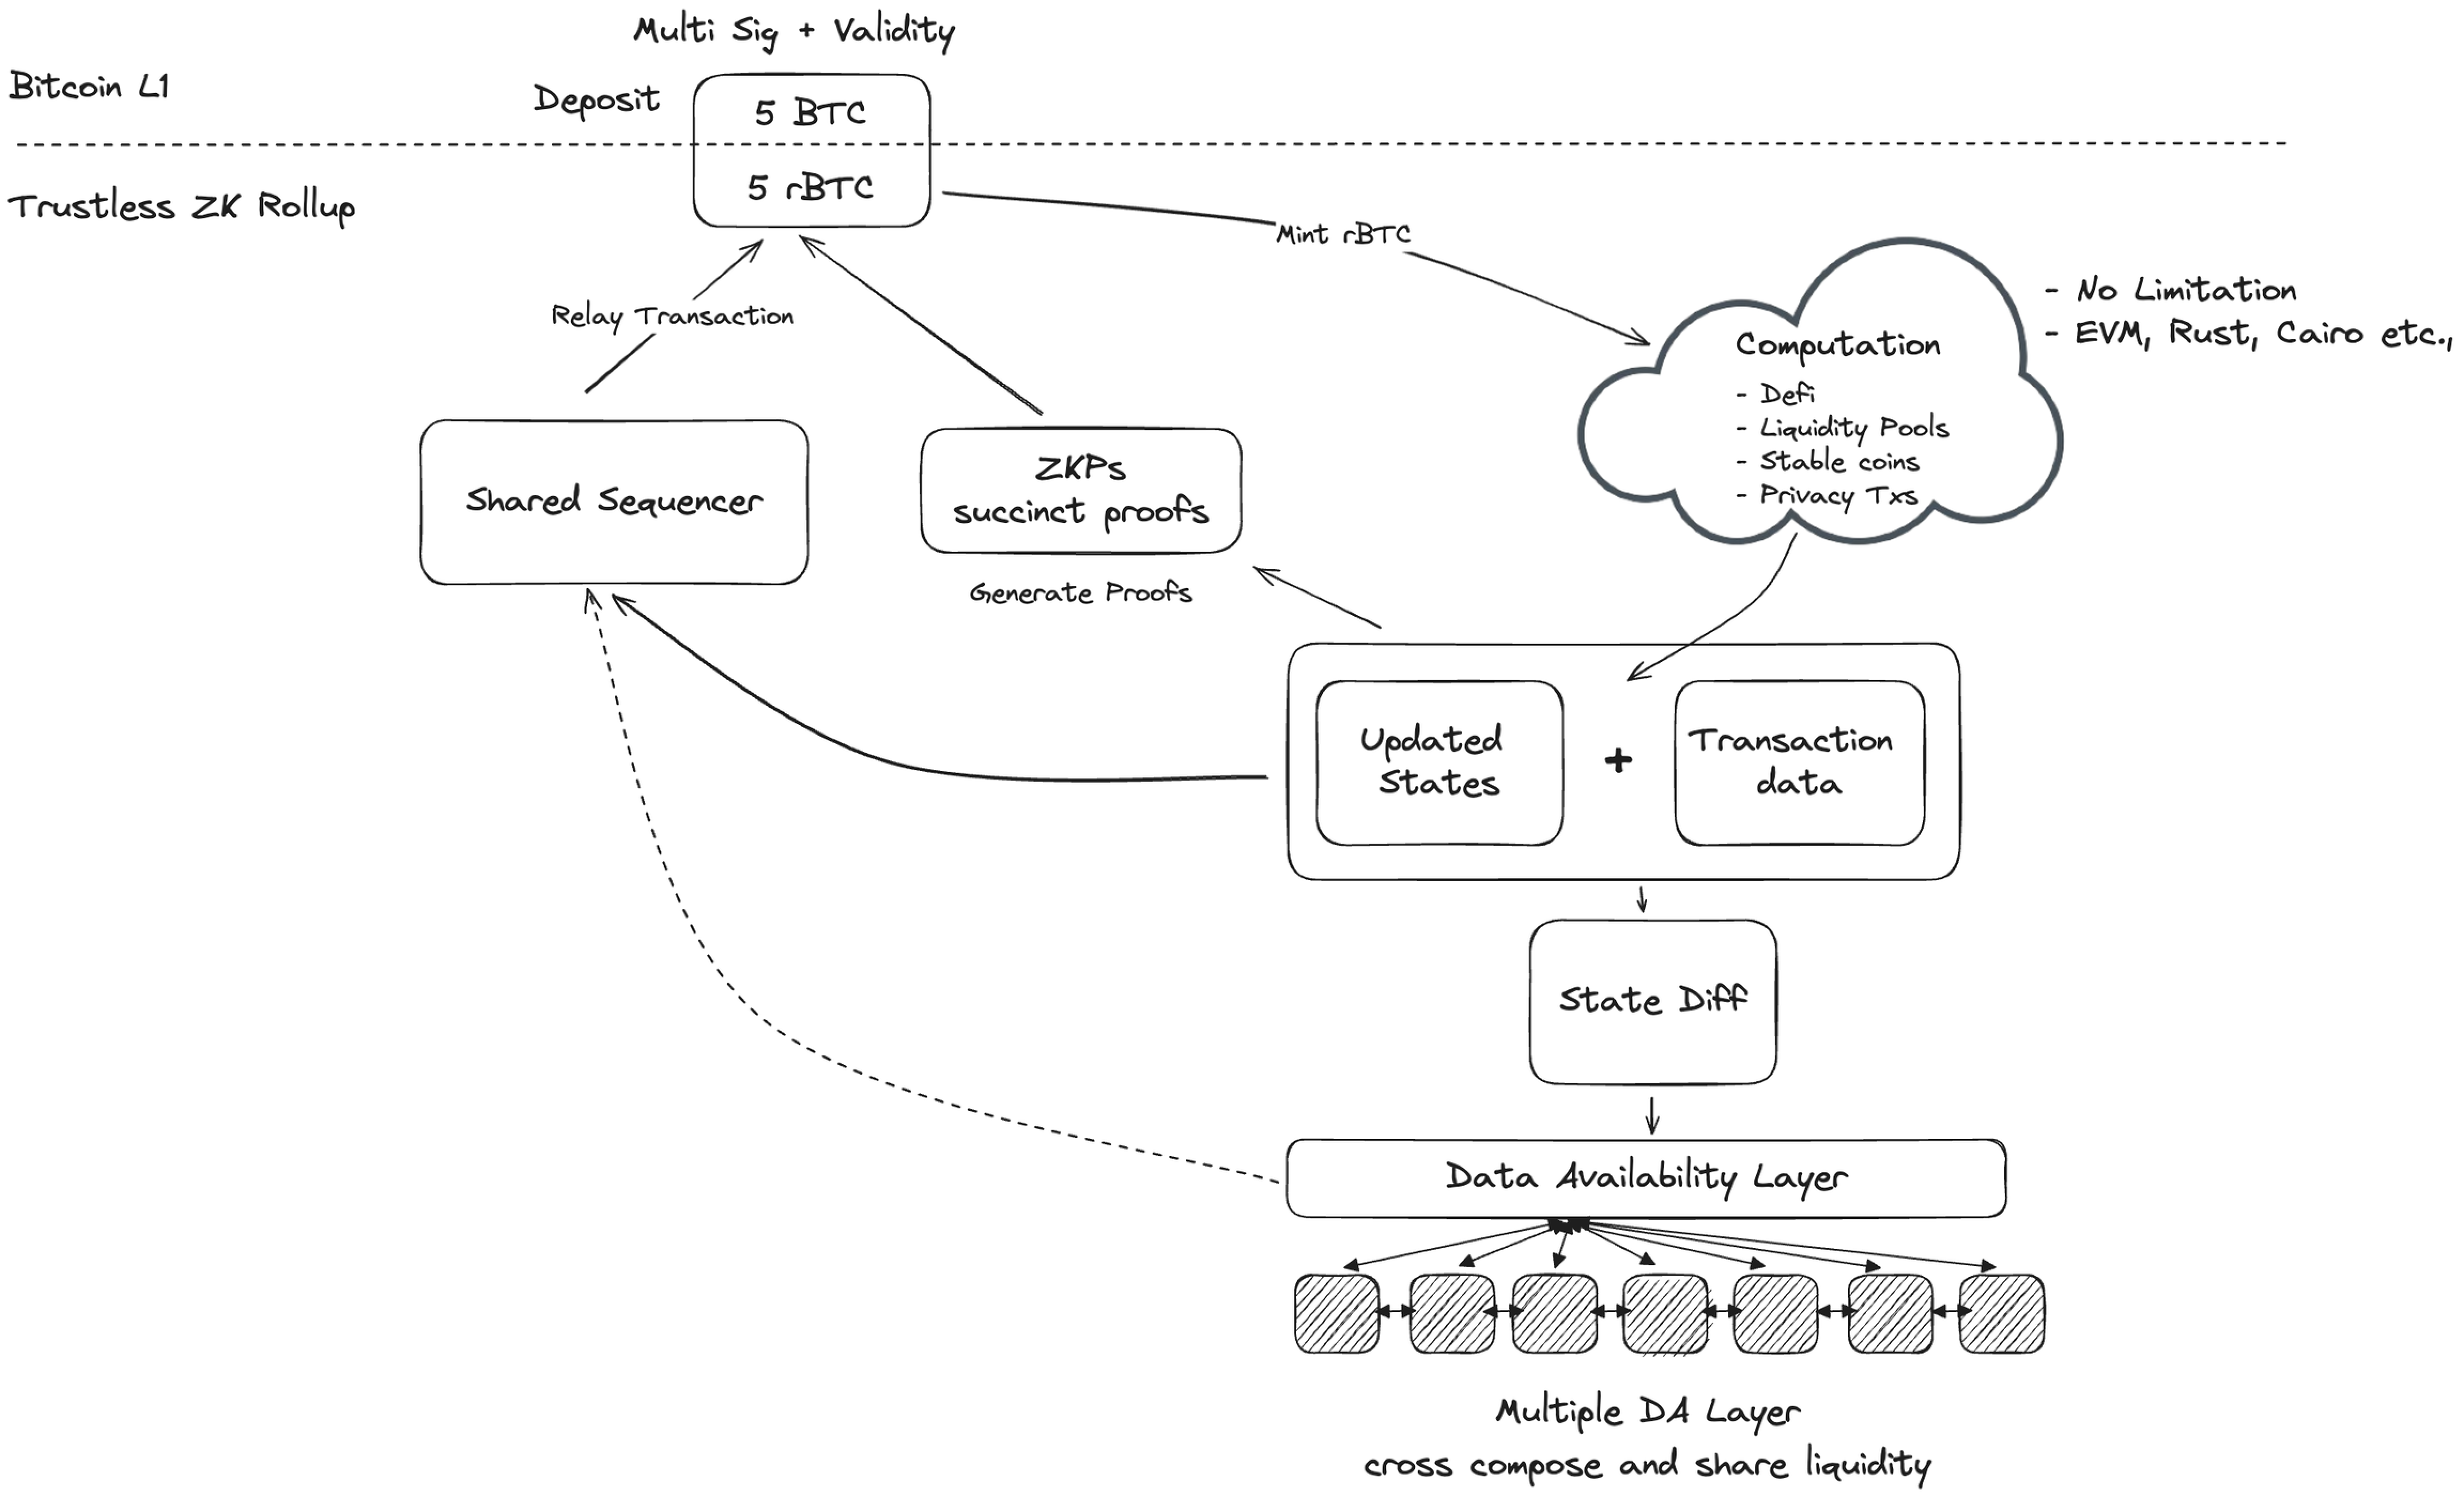 Multi Sig + Validity
Bitcoin L1
Deposit
5 BTC
5 rBTC
Trustless ZK Rollup
Mint rBTC
Relay Transaction
- No Limitation
- EVM, Rust, Cairo etc.,
Computation
- Defi
- Liquidity Pools
- Stable coins
- Privacy Txs
Shared Sequencer
ZKPs
succinct proofs
Generate Proofs
Updated
States
+
Transaction
data
State Diff
Data Availability Layer
Multiple DA Layer
cross compose and share liquidity